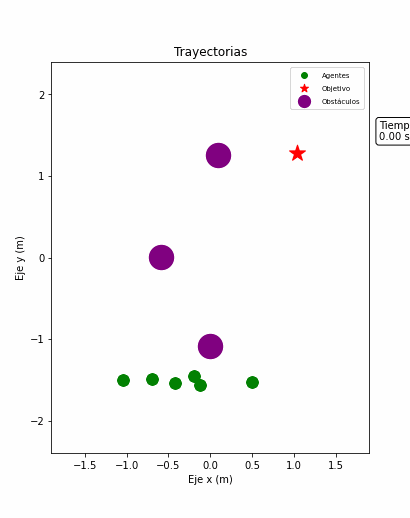 Trayectorias
Agentes
Objetivo
Obstáculos
0.00 s
Eje y (m)
2
1
0
−1
−2
−1.5 −1.0 −0.5 0.0 0.5 1.0 1.5
Eje x (m)